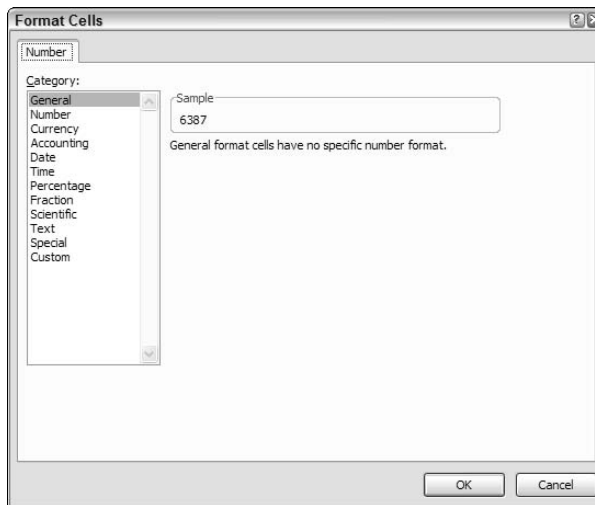 Format Cells
Number
Category:
General
Number
Currency
Accounting
Date
Time
Percentage
Fraction
Scientific
Text
Special
Custom
Sample
6387
General format cells have no specific number format.
OK
Cancel